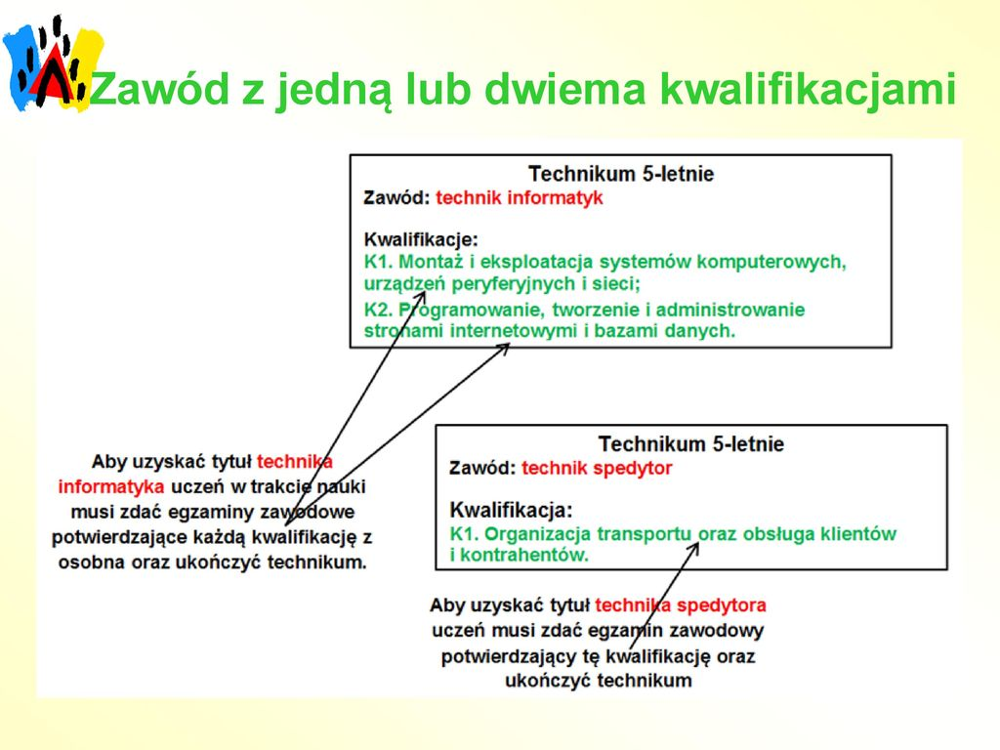 Zawód z jedną lub dwiema kwalifikacjami
Technikum 5-letnie
Zawód: technik informatyk
Kwalifikacje:
K1. Montaż i eksploatacja systemów komputerowych,
urządzeń peryferyjnych i sieci;
K2. Programowanie, tworzenie i administrowanie
stronami internetowymi i bazami danych.
Aby uzyskać tytuł technika
informatyka uczeń w trakcie nauki
musi zdać egzaminy zawodowe
potwierdzające każdą kwalifikację z
osobna oraz ukończyć technikum.
Technikum 5-letnie
Zawód: technik spedytor
Kwalifikacja:
K1. Organizacja transportu oraz obsługa klientów
i kontrahentów.
Aby uzyskać tytuł technika spedytora
uczeń musi zdać egzamin zawodowy
potwierdzający tę kwalifikację oraz
ukończyć technikum